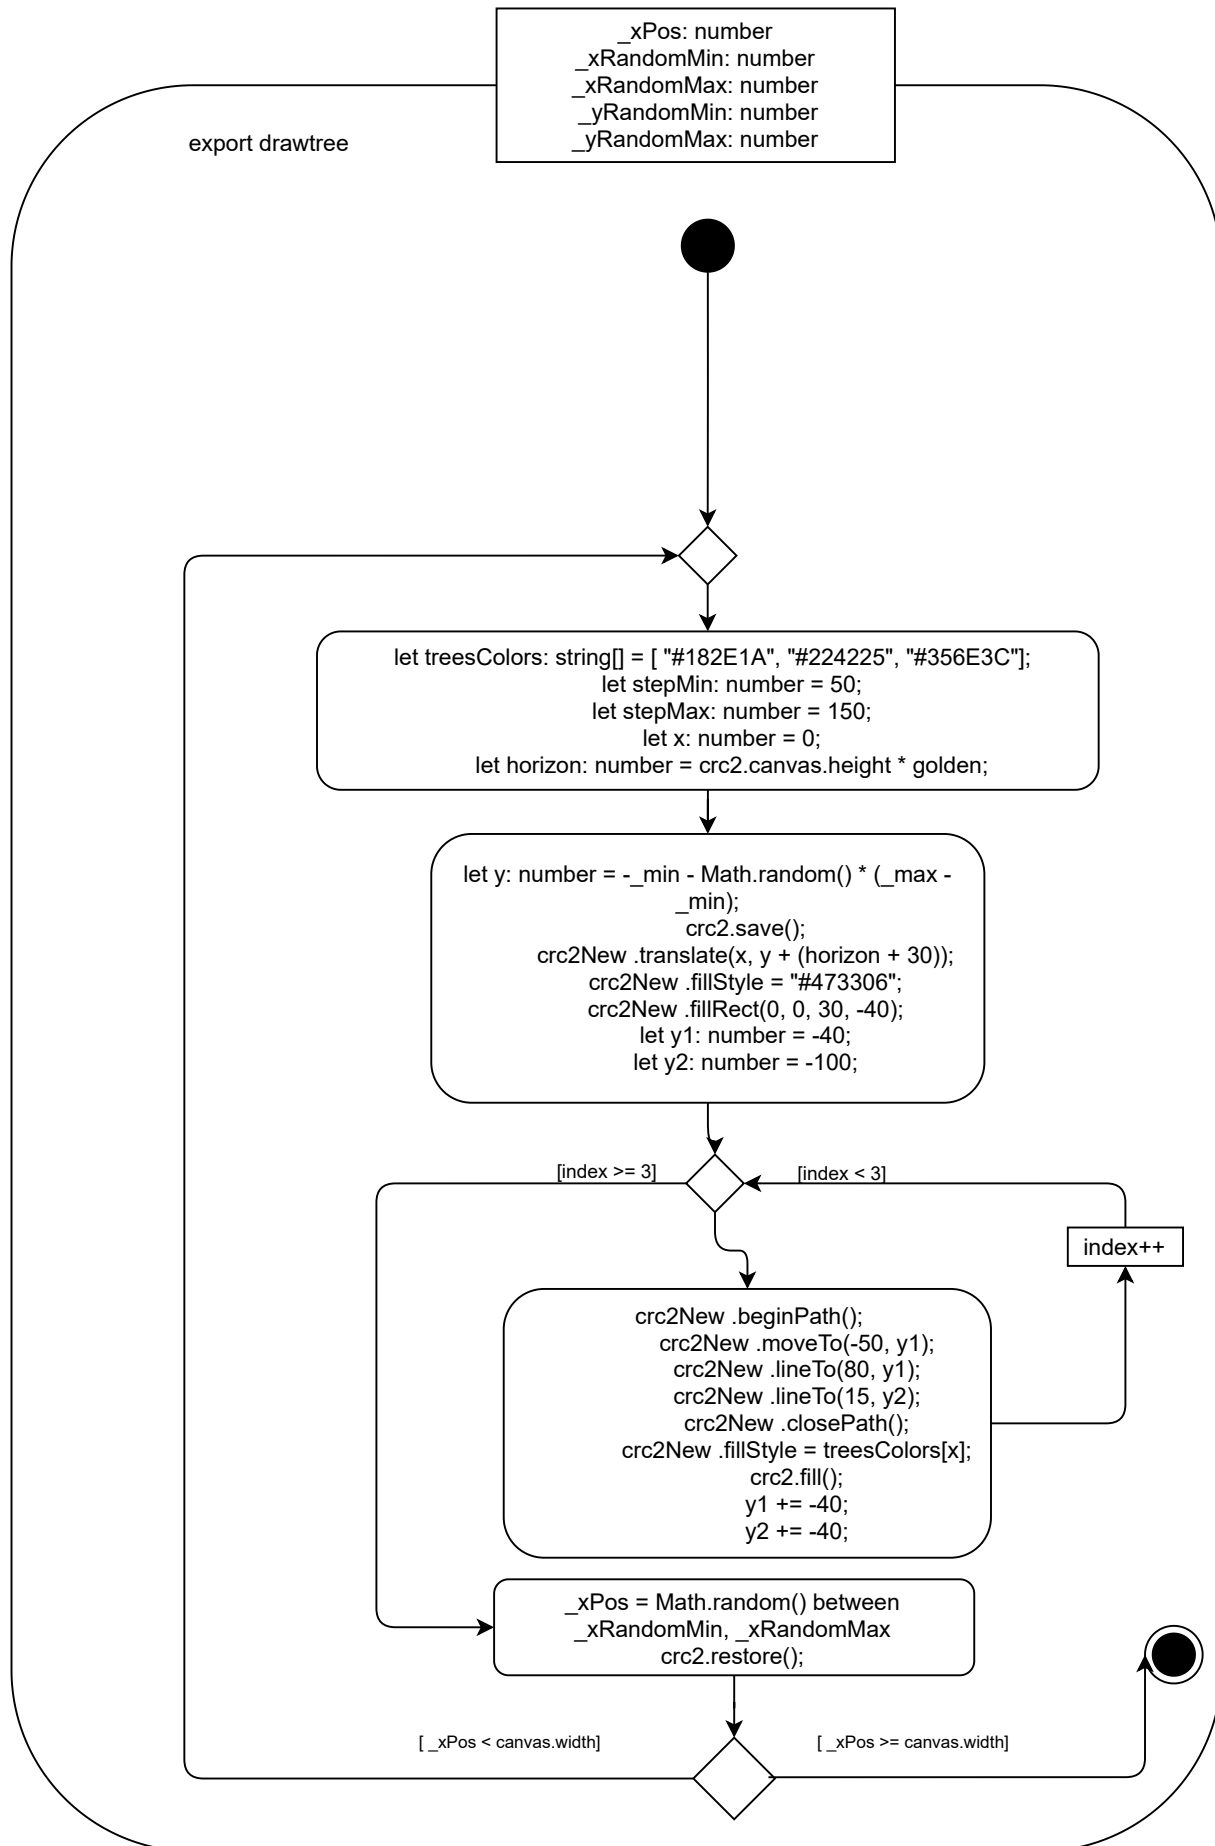 _xPos: number
_xRandomMin: number
_xRandomMax: number
_yRandomMin: number
_yRandomMax: number
export drawtree
let treesColors: string[] = [ "#182E1A", "#224225", "#356E3C"];
let stepMin: number = 50;
let stepMax: number = 150;
let x: number = 0;
let horizon: number = crc2.canvas.height * golden;
let y: number = -_min - Math.random() * (_max -
_min);
crc2.save();
crc2New .translate(x, y + (horizon + 30));
crc2New .fillStyle = "#473306";
crc2New .fillRect(0, 0, 30, -40);
let y1: number = -40;
let y2: number = -100;
[index >= 3]
[index < 3]
index++
crc2New .beginPath();
crc2New .moveTo(-50, y1);
crc2New .lineTo(80, y1);
crc2New .lineTo(15, y2);
crc2New .closePath();
crc2New .fillStyle = treesColors[x];
crc2.fill();
y1 += -40;
y2 += -40;
_xPos = Math.random() between
_xRandomMin, _xRandomMax
crc2.restore();
[ _xPos < canvas.width]
[ _xPos >= canvas.width]